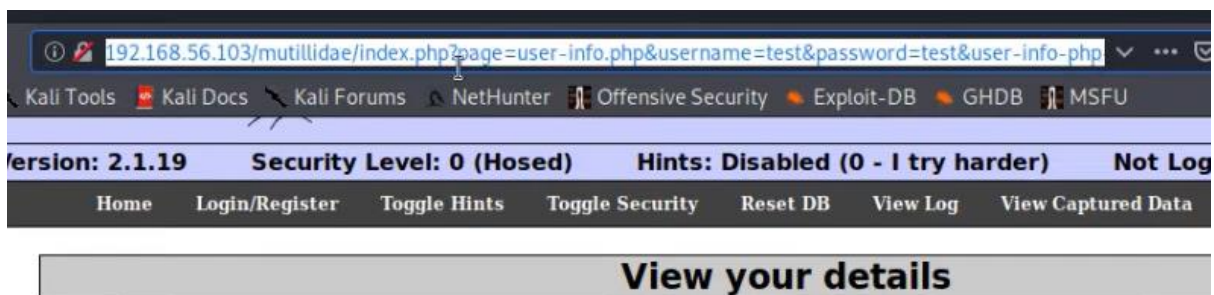 192.168.56.103/mutillidae/index.php?page=user-info.php&username=test&password=test&user-info-php
Kali Tools Kali Docs Kali Forums NetHunter Offensive Security Exploit-DB GHDB MSFU
Version: 2.1.19 Security Level: 0 (Hosed) Hints: Disabled (0 - I try harder) Not Log
Home Login/Register Toggle Hints Toggle Security Reset DB View Log View Captured Data
View your details